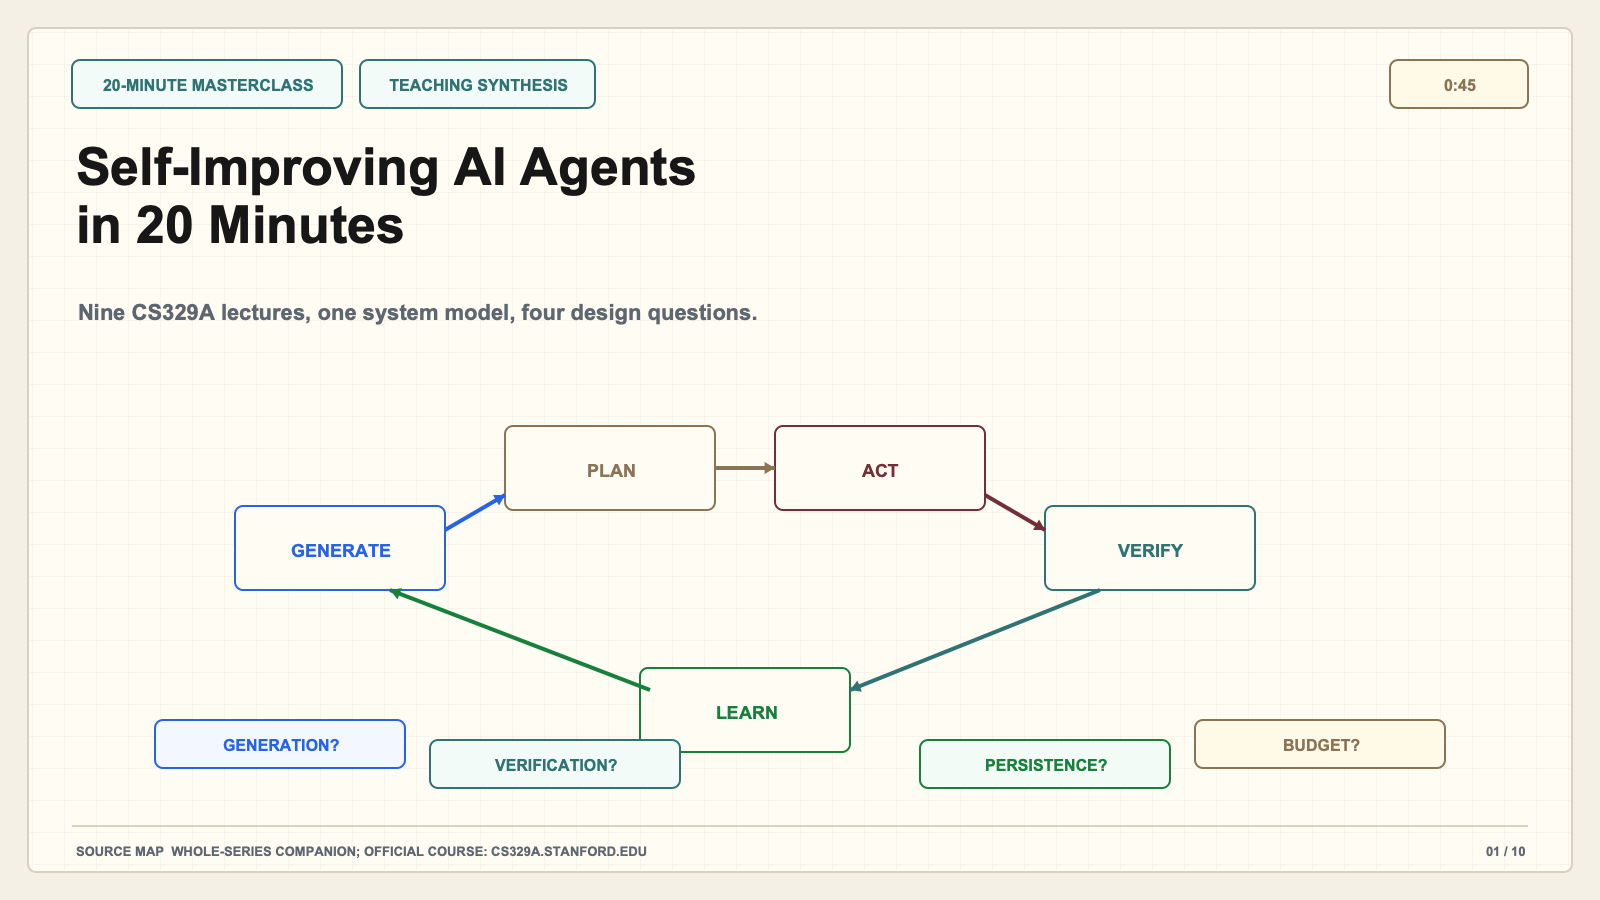 20-MINUTE MASTERCLASS
TEACHING SYNTHESIS
0:45
Self-Improving AI Agents
in 20 Minutes
Nine CS329A lectures, one system model, four design questions.
PLAN
ACT
GENERATE
VERIFY
LEARN
GENERATION?
VERIFICATION?
PERSISTENCE?
BUDGET?
SOURCE MAP  WHOLE-SERIES COMPANION; OFFICIAL COURSE: CS329A.STANFORD.EDU
01 / 10